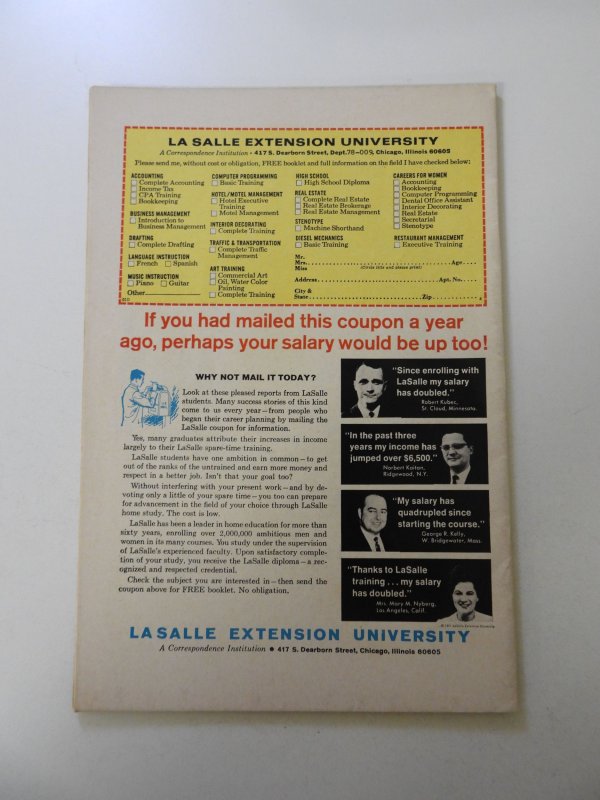 LA SALLE EXTENSION UNIVERSITY
A Correspondence Institution • 417 S. Dearborn Street, Dept. 78-009, Chicago, Illinois 60605
Please send me, without cost or obligation, FREE booklet and full information on the field I have checked below:
ACCOUNTING
Complete Accounting
Income Tax
CPA Training
Bookkeeping
BUSINESS MANAGEMENT
Introduction to
Business Management
DRAFTING
Complete Drafting
LANGUAGE INSTRUCTION
French Spanish
MUSIC INSTRUCTION
Piano Guitar
Other
COMPUTER PROGRAMMING
Basic Training
HOTEL/MOTEL MANAGEMENT
Hotel Executive
Training
Motel Management
INTERIOR DECORATING
Complete Training
TRAFFIC & TRANSPORTATION
Complete Traffic
Management
ART TRAINING
Commercial Art
Oil, Water Color
Painting
Complete Training
HIGH SCHOOL
High School Diploma
REAL ESTATE
Complete Real Estate
Real Estate Brokerage
Real Estate Management
STENOTYPE
Machine Shorthand
DIESEL MECHANICS
Basic Training
CAREERS FOR WOMEN
Accounting
Bookkeeping
Computer Programming
Dental Office Assistant
Interior Decorating
Real Estate
Secretarial
Stenotype
RESTAURANT MANAGEMENT
Executive Training
Mr.
Mrs. Age
Miss (Circle title and please print)
Address Apt. No.
City &
State Zip
If you had mailed this coupon a year
ago, perhaps your salary would be up too!
WHY NOT MAIL IT TODAY?
Look at these pleased reports from LaSalle
students. Many success stories of this kind
come to us every year—from people who
began their career planning by mailing the
LaSalle coupon for information.
Yes, many graduates attribute their increases in income
largely to their LaSalle spare-time training.
LaSalle students have one ambition in common—to get
out of the ranks of the untrained and earn more money and
respect in a better job. Isn't that your goal too?
Without interfering with your present work—and by de-
voting only a little of your spare time—you too can prepare
for advancement in the field of your choice through LaSalle
home study. The cost is low.
LaSalle has been a leader in home education for more than
sixty years, enrolling over 2,000,000 ambitious men and
women in its many courses. You study under the supervision
of LaSalle's experienced faculty. Upon satisfactory comple-
tion of your study, you receive the LaSalle diploma—a rec-
ognized and respected credential.
Check the subject you are interested in—then send the
coupon above for FREE booklet. No obligation.
"Since enrolling with
LaSalle my salary
has doubled."
Robert Kubec,
St. Cloud, Minnesota.
"In the past three
years my income has
jumped over $6,500."
Norbert Kaitan,
Ridgewood, N.Y.
"My salary has
quadrupled since
starting the course."
George R. Kelly,
W. Bridgewater, Mass.
"Thanks to LaSalle
training . . . my salary
has doubled."
Mrs. Mary M. Nyberg,
Los Angeles, Calif.
LA SALLE EXTENSION UNIVERSITY
A Correspondence Institution • 417 S. Dearborn Street, Chicago, Illinois 60605